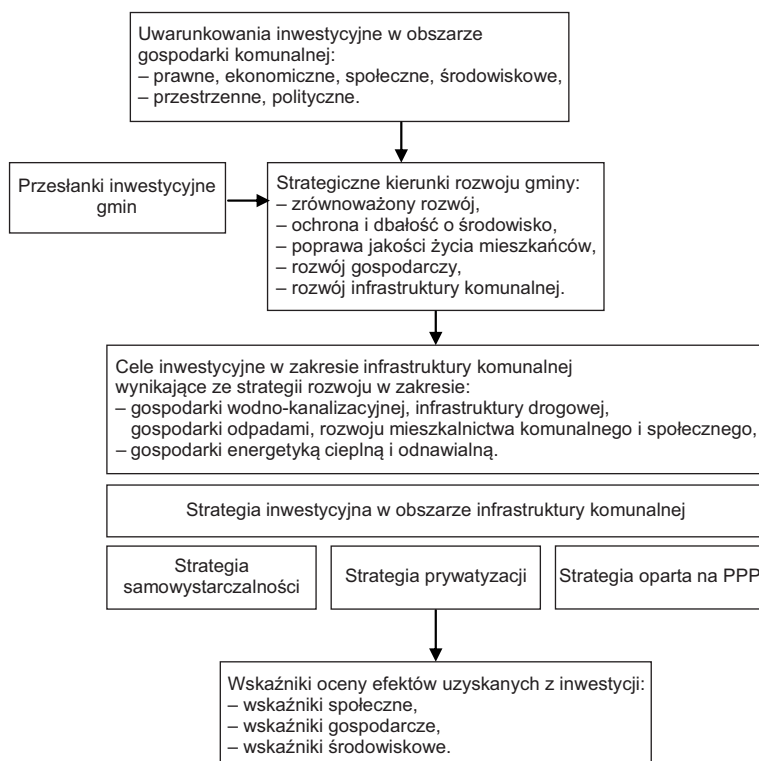 Uwarunkowania inwestycyjne w obszarze
gospodarki komunalnej:
– prawne, ekonomiczne, społeczne, środowiskowe,
– przestrzenne, polityczne.
Przesłanki inwestycyjne
gmin
Strategiczne kierunki rozwoju gminy:
– zrównoważony rozwój,
– ochrona i dbałość o środowisko,
– poprawa jakości życia mieszkańców,
– rozwój gospodarczy,
– rozwój infrastruktury komunalnej.
Cele inwestycyjne w zakresie infrastruktury komunalnej
wynikające ze strategii rozwoju w zakresie:
– gospodarki wodno-kanalizacyjnej, infrastruktury drogowej,
gospodarki odpadami, rozwoju mieszkalnictwa komunalnego i społecznego,
– gospodarki energetyką cieplną i odnawialną.
Strategia inwestycyjna w obszarze infrastruktury komunalnej
Strategia
samowystarczalności
Strategia prywatyzacji
Strategia oparta na PPP
Wskaźniki oceny efektów uzyskanych z inwestycji:
– wskaźniki społeczne,
– wskaźniki gospodarcze,
– wskaźniki środowiskowe.